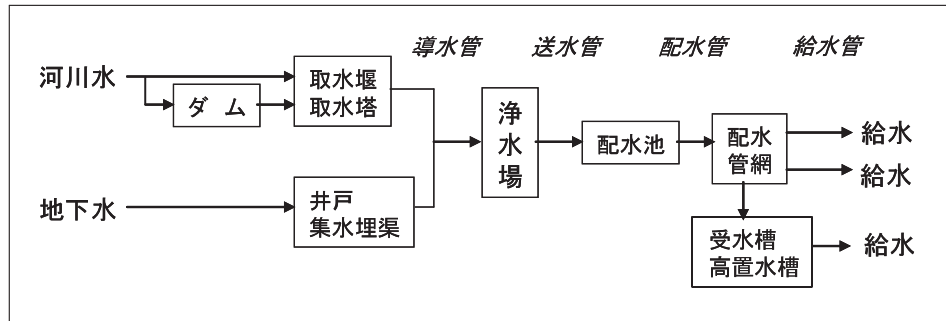 導水管 送水管 配水管 給水管
河川水
ダム
取水堰
取水塔
浄水場
配水池
配水
管網
給水
給水
地下水
井戸
集水埋渠
受水槽
高置水槽
給水